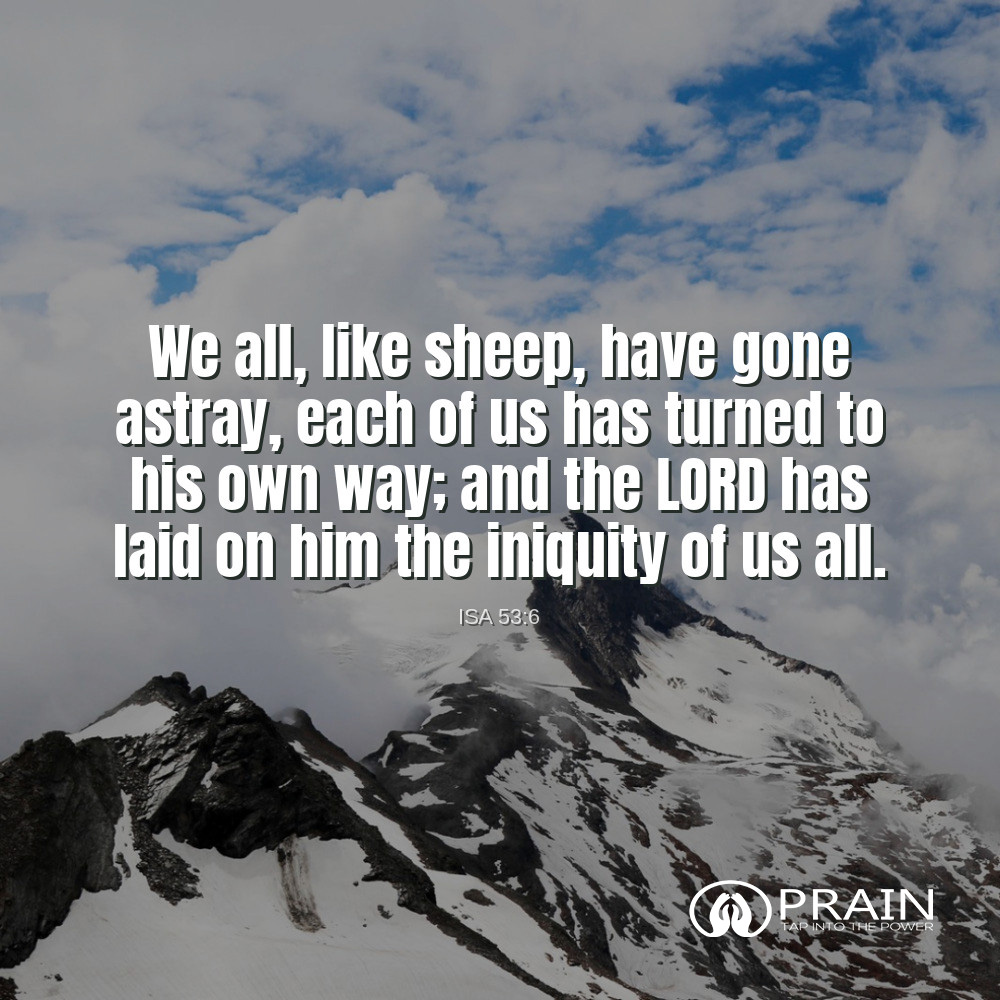 We all, like sheep, have gone
astray, each of us has turned to
his own way; and the LORD has
laid on him the iniquity of us all.
ISA 53:6
PRAIN
TAP INTO THE POWER